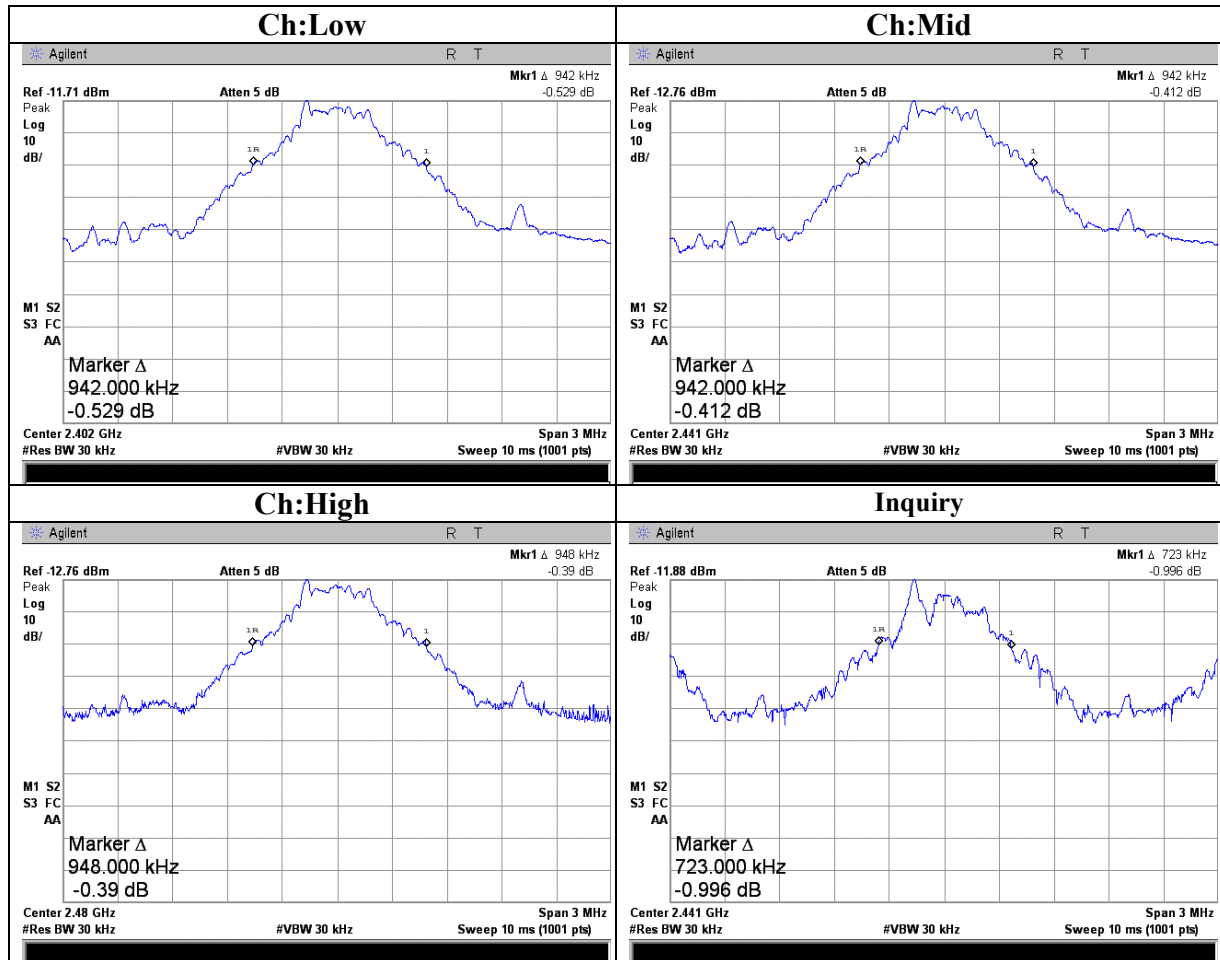 Ch:Low
Agilent R T
Mkr1 Δ 942 kHz
Ref -11.71 dBm Atten 5 dB -0.529 dB
Peak
Log
10
dB/
1R
1
M1 S2
S3 FC
AA
Marker Δ
942.000 kHz
-0.529 dB
Center 2.402 GHz Span 3 MHz
#Res BW 30 kHz #VBW 30 kHz Sweep 10 ms (1001 pts)
Ch:Mid
Agilent R T
Mkr1 Δ 942 kHz
Ref -12.76 dBm Atten 5 dB -0.412 dB
Peak
Log
10
dB/
1R
1
M1 S2
S3 FC
AA
Marker Δ
942.000 kHz
-0.412 dB
Center 2.441 GHz Span 3 MHz
#Res BW 30 kHz #VBW 30 kHz Sweep 10 ms (1001 pts)
Ch:High
Agilent R T
Mkr1 Δ 948 kHz
Ref -12.76 dBm Atten 5 dB -0.39 dB
Peak
Log
10
dB/
1R
1
M1 S2
S3 FC
AA
Marker Δ
948.000 kHz
-0.39 dB
Center 2.48 GHz Span 3 MHz
#Res BW 30 kHz #VBW 30 kHz Sweep 10 ms (1001 pts)
Inquiry
Agilent R T
Mkr1 Δ 723 kHz
Ref -11.88 dBm Atten 5 dB -0.996 dB
Peak
Log
10
dB/
1R
1
M1 S2
S3 FC
AA
Marker Δ
723.000 kHz
-0.996 dB
Center 2.441 GHz Span 3 MHz
#Res BW 30 kHz #VBW 30 kHz Sweep 10 ms (1001 pts)